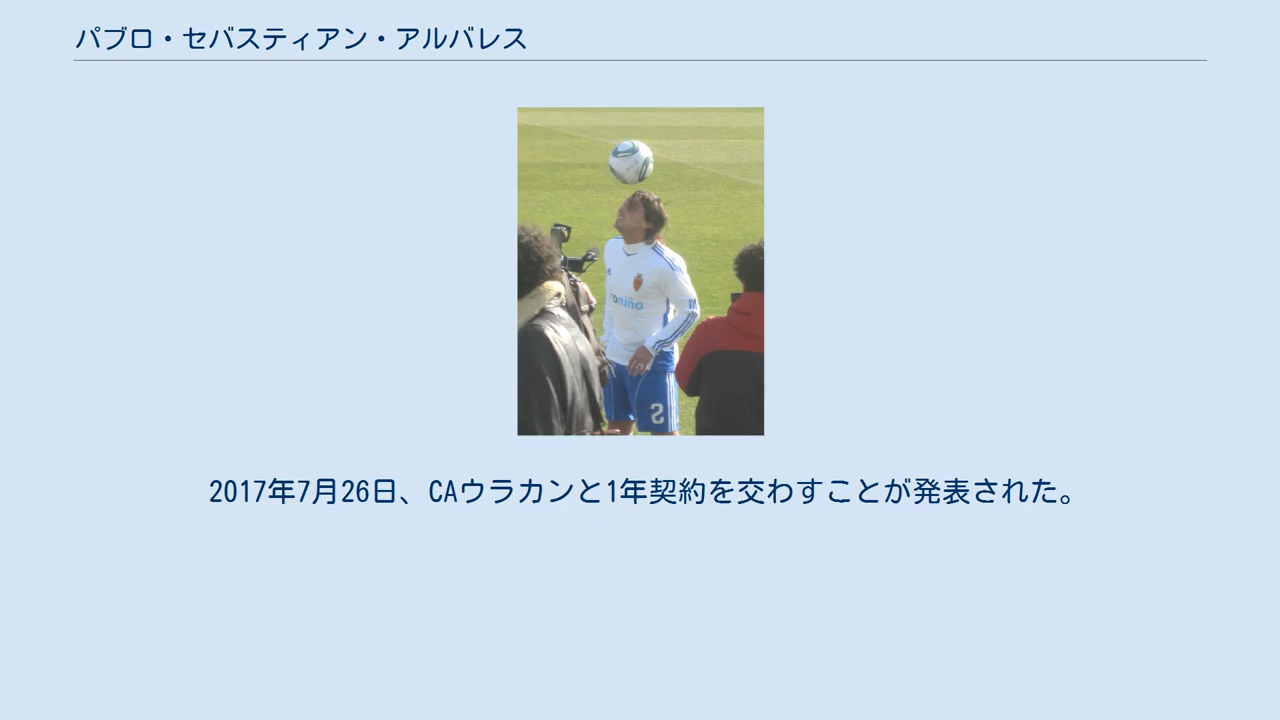 パブロ・セバスティアン・アルバレス
roniño
2
2017年7月26日、CAウラカンと1年契約を交わすことが発表された。